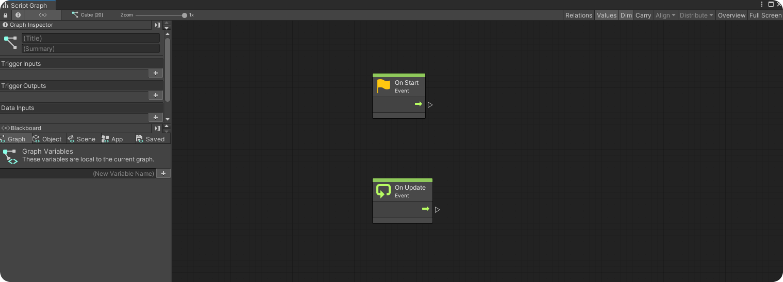 Script Graph
Cube (25) Zoom 1x Relations Values Dim Carry Align Distribute Overview Full Screen
Graph Inspector
(Title)
(Summary)
Trigger Inputs
Trigger Outputs
Data Inputs
Blackboard
Graph Object Scene App Saved
Graph Variables
These variables are local to the current graph.
(New Variable Name)
On Start
Event
On Update
Event